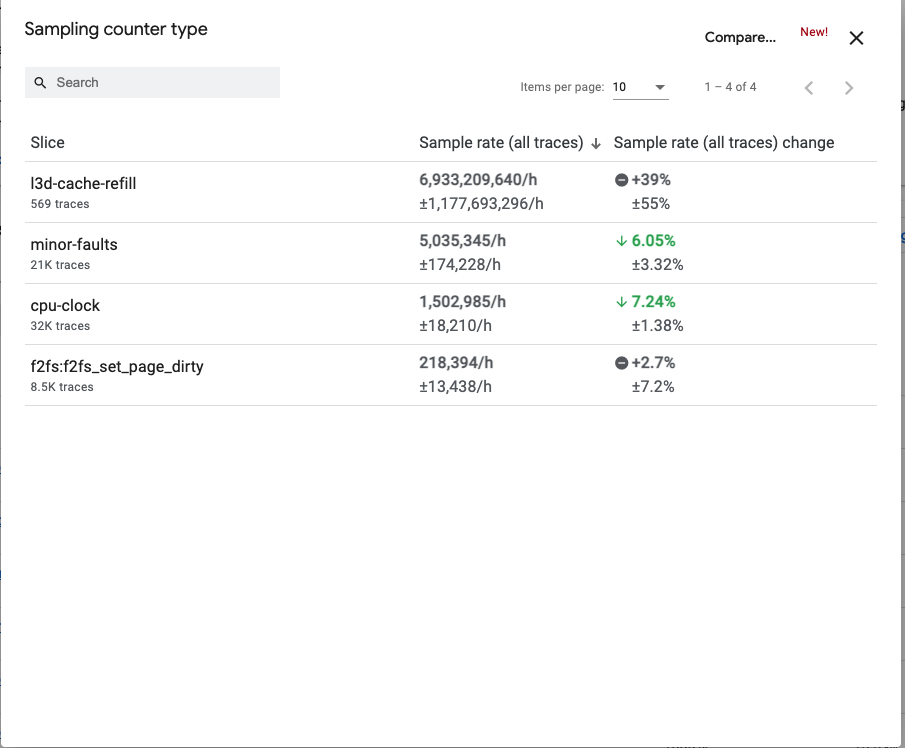 Sampling counter type
Compare...
New!
Search
Items per page: 10
1 – 4 of 4
Slice Sample rate (all traces) ↓ Sample rate (all traces) change
l3d-cache-refill 6,933,209,640/h +39%
569 traces ±1,177,693,296/h ±55%
minor-faults 5,035,345/h ↓ 6.05%
21K traces ±174,228/h ±3.32%
cpu-clock 1,502,985/h ↓ 7.24%
32K traces ±18,210/h ±1.38%
f2fs:f2fs_set_page_dirty 218,394/h +2.7%
8.5K traces ±13,438/h ±7.2%